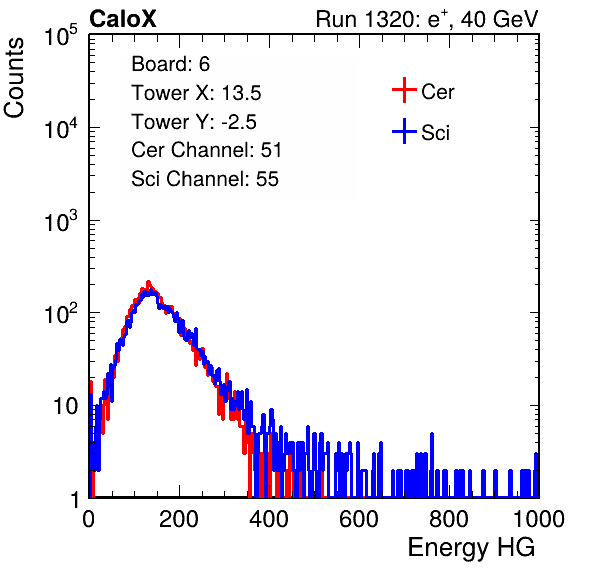 CaloX Run 1320: e⁺, 40 GeV
Counts
10⁵
10⁴
10³
10²
10
1
Board: 6
Tower X: 13.5
Tower Y: -2.5
Cer Channel: 51
Sci Channel: 55
Cer
Sci
0 200 400 600 800 1000
Energy HG